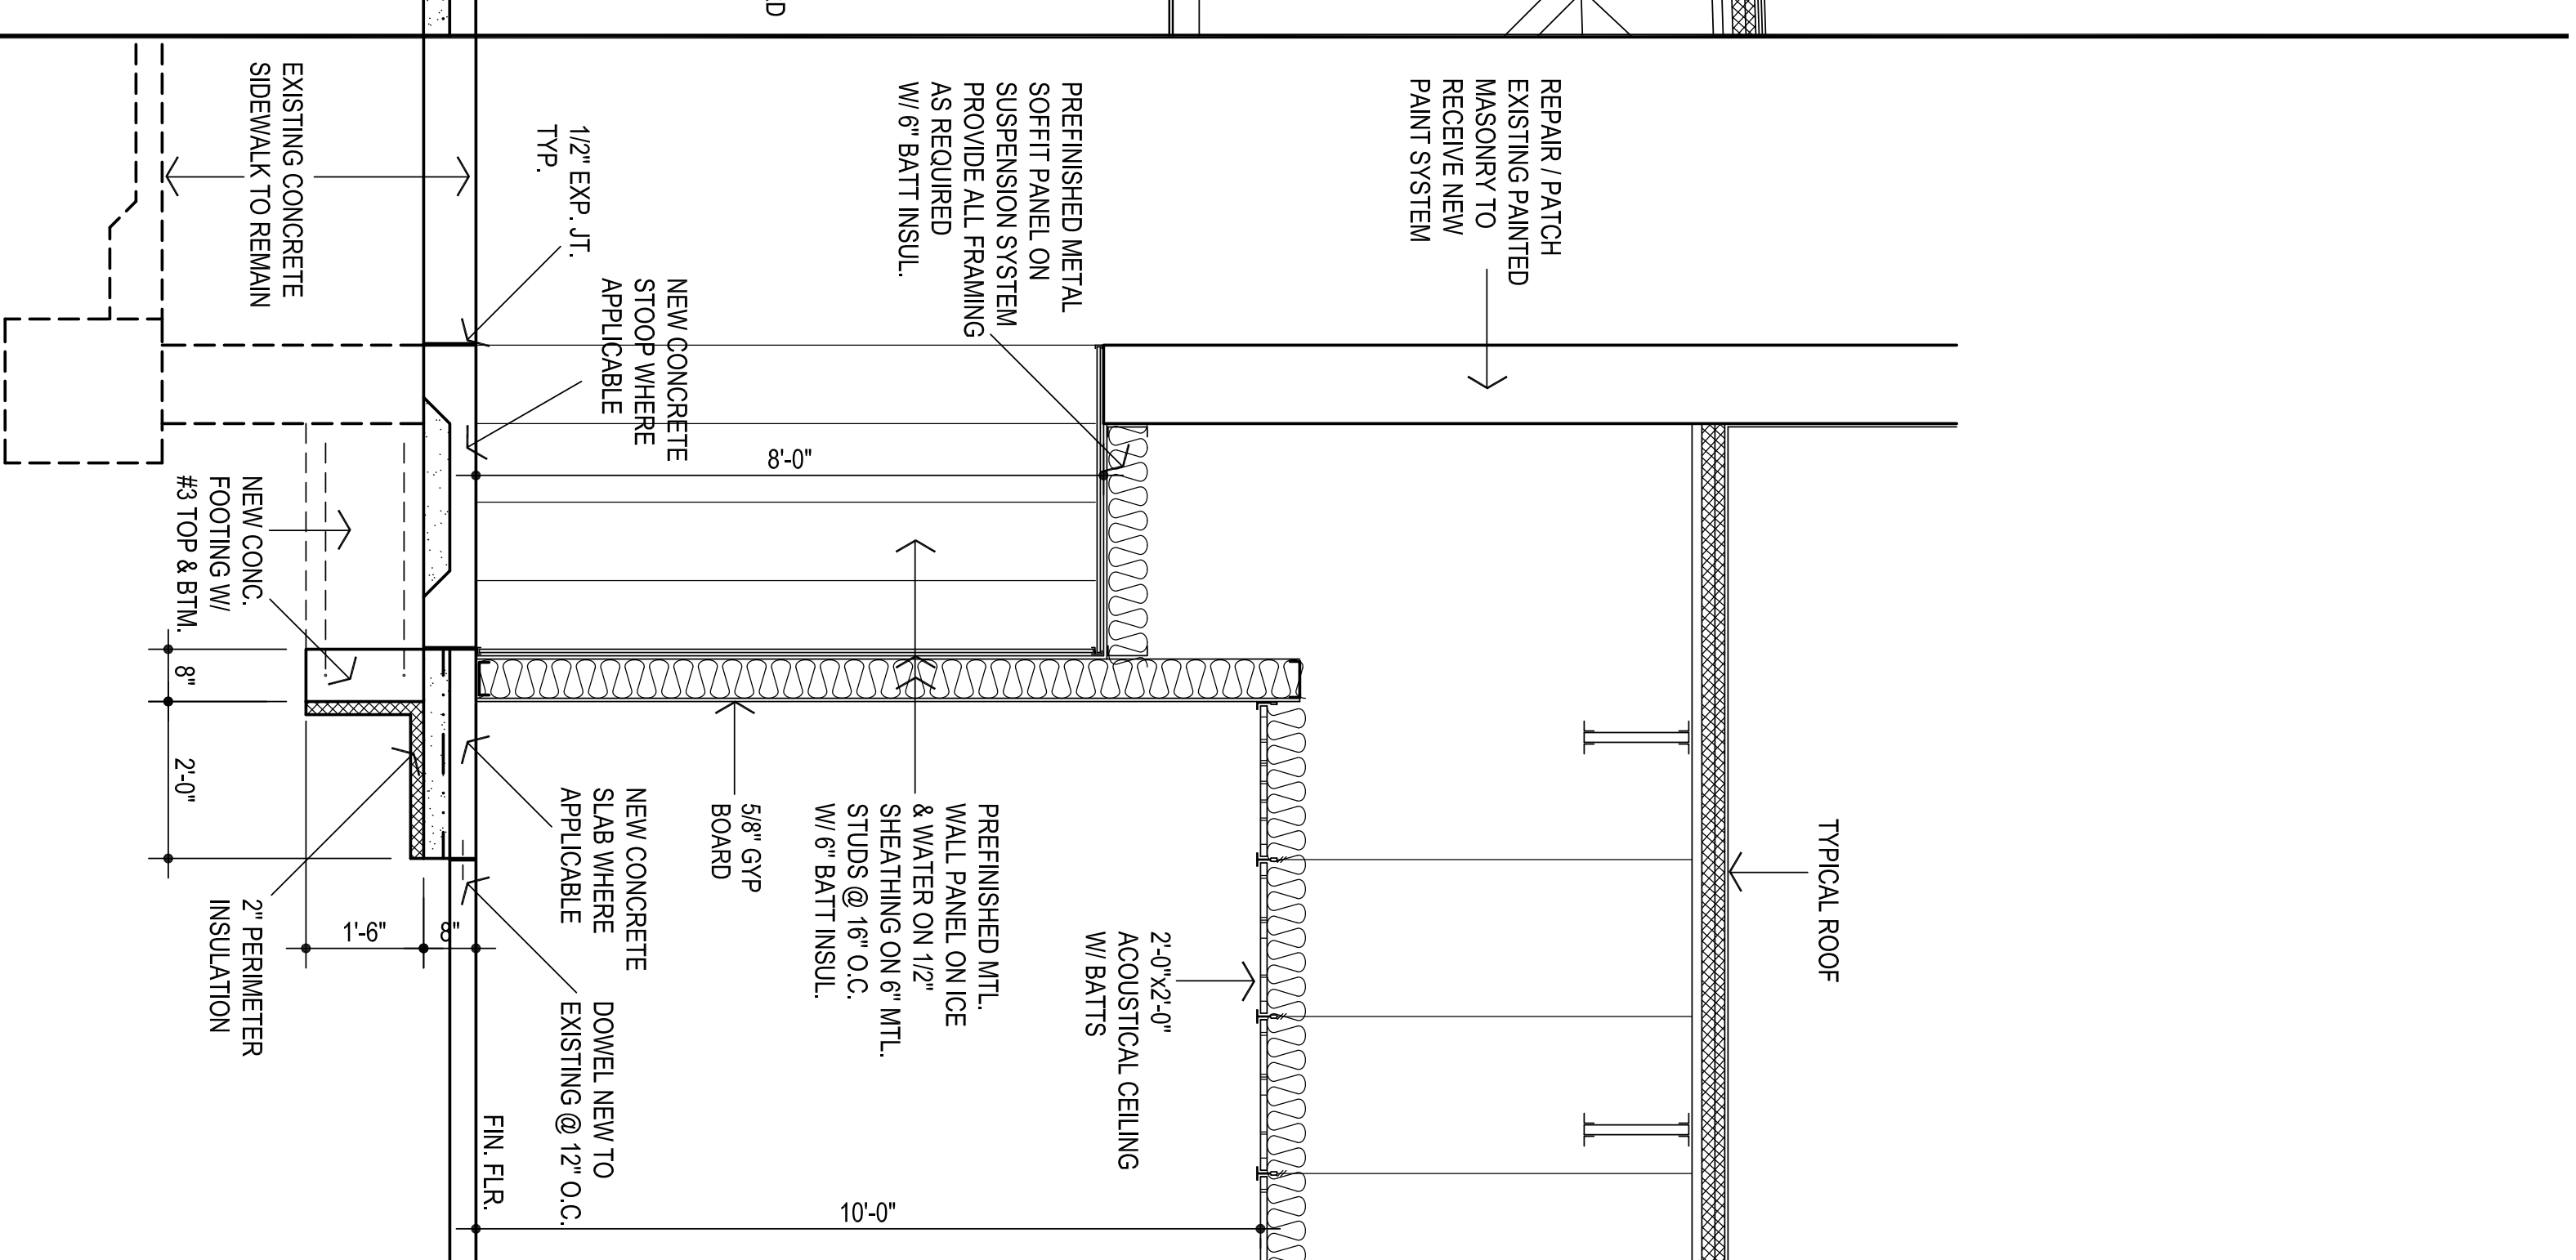 REPAIR / PATCH
EXISTING PAINTED
MASONRY TO
RECEIVE NEW
PAINT SYSTEM
TYPICAL ROOF
PREFINISHED METAL
SOFFIT PANEL ON
SUSPENSION SYSTEM
PROVIDE ALL FRAMING
AS REQUIRED
W/ 6" BATT INSUL.
2'-0"x2'-0"
ACOUSTICAL CEILING
W/ BATTS
PREFINISHED MTL.
WALL PANEL ON ICE
& WATER ON 1/2"
SHEATHING ON 6" MTL.
STUDS @ 16" O.C.
W/ 6" BATT INSUL.
8'-0"
10'-0"
5/8" GYP
BOARD
1/2" EXP. JT.
TYP.
NEW CONCRETE
STOOP WHERE
APPLICABLE
NEW CONCRETE
SLAB WHERE
APPLICABLE
DOWEL NEW TO
EXISTING @ 12" O.C.
FIN. FLR.
EXISTING CONCRETE
SIDEWALK TO REMAIN
NEW CONC.
FOOTING W/
#3 TOP & BTM.
8"
2'-0"
1'-6"
8"
2" PERIMETER
INSULATION